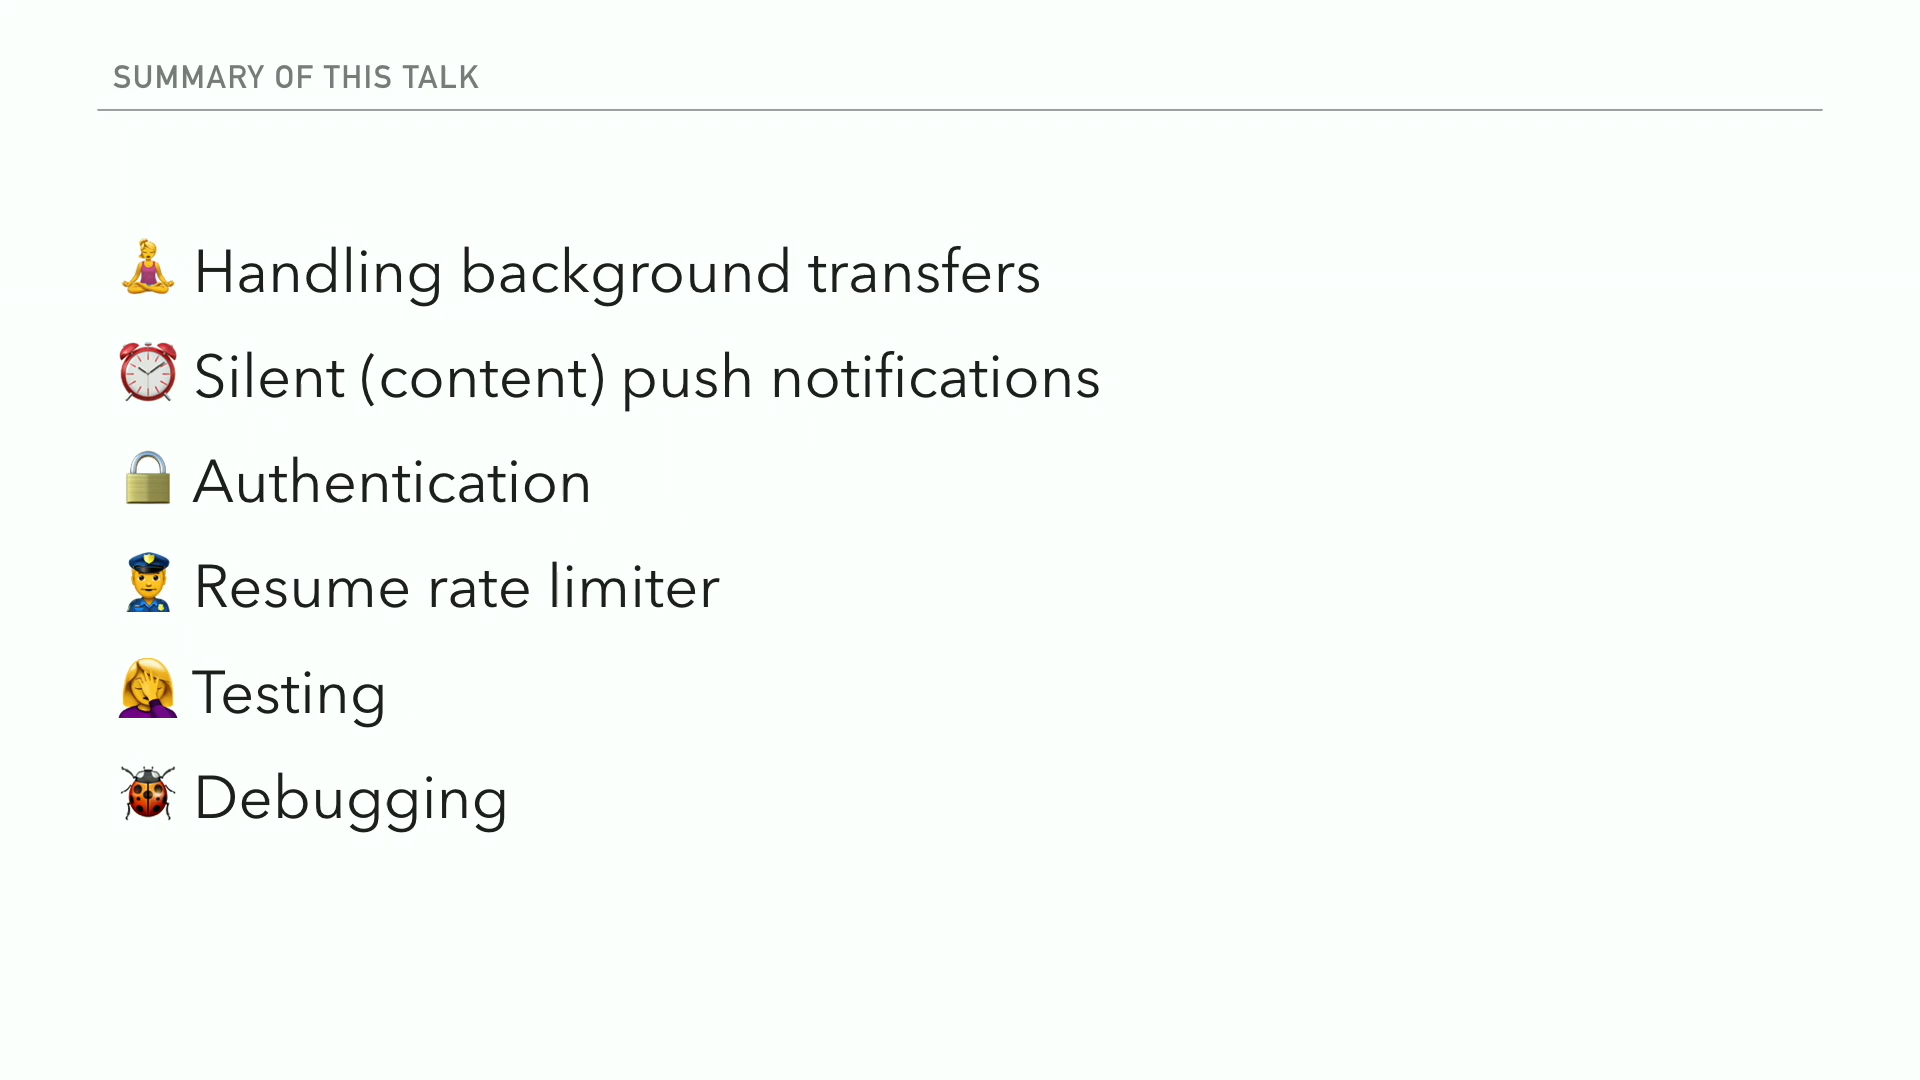 SUMMARY OF THIS TALK
🧘‍♀️ Handling background transfers
⏰ Silent (content) push notifications
🔒 Authentication
👮‍♂️ Resume rate limiter
🤦‍♀️ Testing
🐞 Debugging